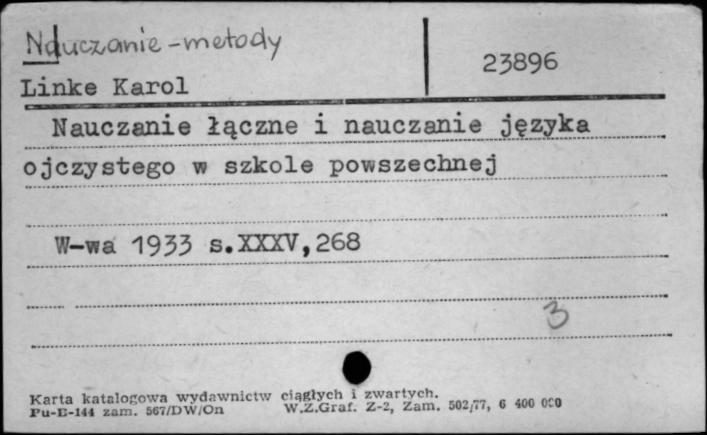 Nauczanie - metody
23896
Linke Karol
Nauczanie łączne i nauczanie języka
ojczystego w szkole powszechnej
W-wa 1933 s.XXXV,268
3
Karta katalogowa wydawnictw ciągłych i zwartych.
Pu-E-144 zam. 567/DW/On W.Z.Graf. Z-2, Zam. 502/77, 6 400 000